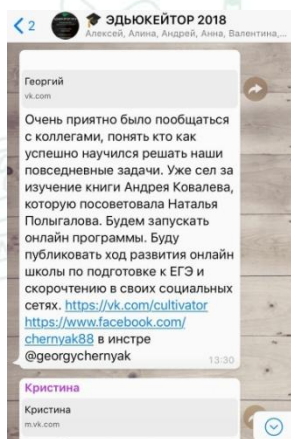 2
🎓 ЭДЬЮКЕЙТОР 2018
Алексей, Алина, Андрей, Анна, Валентина,...
Георгий
vk.com
Очень приятно было пообщаться
с коллегами, понять кто как
успешно научился решать наши
повседневные задачи. Уже сел за
изучение книги Андрея Ковалева,
которую посоветовала Наталья
Полыгалова. Будем запускать
онлайн программы. Буду
публиковать ход развития онлайн
школы по подготовке к ЕГЭ и
скорочтению в своих социальных
сетях. https://vk.com/cultivator
https://www.facebook.com/
chernyak88 в инстре
@georgychernyak
13:30
Кристина
Кристина
m.vk.com